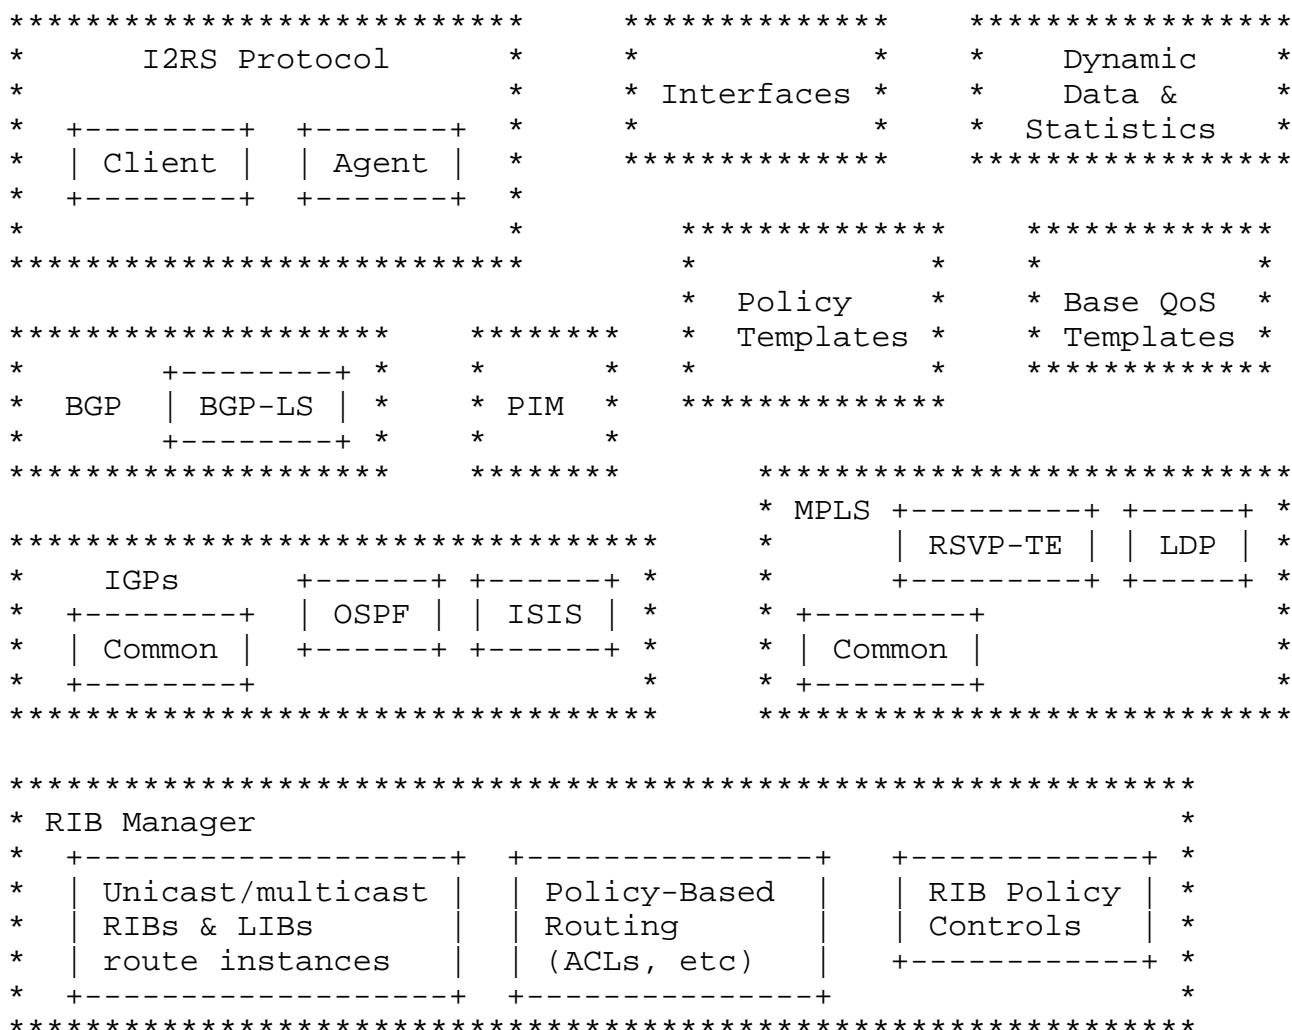 ***************************     **************     *****************
*      I2RS Protocol      *     *            *     *    Dynamic    *
*                         *     * Interfaces *     *    Data &     *
*  +--------+  +-------+  *     *            *     *  Statistics   *
*  | Client |  | Agent |  *     **************     *****************
*  +--------+  +-------+  *
*                         *        **************    *************
***************************        *            *    *           *
                                   *  Policy    *    * Base QoS  *
********************    ********   *  Templates *    * Templates *
*       +--------+ *    *      *   *            *    *************
*  BGP  | BGP-LS | *    * PIM  *   **************
*       +--------+ *    *      *
********************    ********       ****************************
                                       * MPLS +---------+ +-----+ *
**********************************     *      | RSVP-TE | | LDP | *
*    IGPs      +------+ +------+ *     *      +---------+ +-----+ *
*  +--------+  | OSPF | | ISIS | *     * +--------+               *
*  | Common |  +------+ +------+ *     * | Common |               *
*  +--------+                    *     * +--------+               *
**********************************     ****************************

**************************************************************
* RIB Manager                                                *
*  +-------------------+  +---------------+   +------------+ *
*  | Unicast/multicast |  | Policy-Based  |   | RIB Policy | *
*  | RIBs & LIBs       |  | Routing       |   | Controls   | *
*  | route instances   |  | (ACLs, etc)   |   +------------+ *
*  +-------------------+  +---------------+                  *
**************************************************************